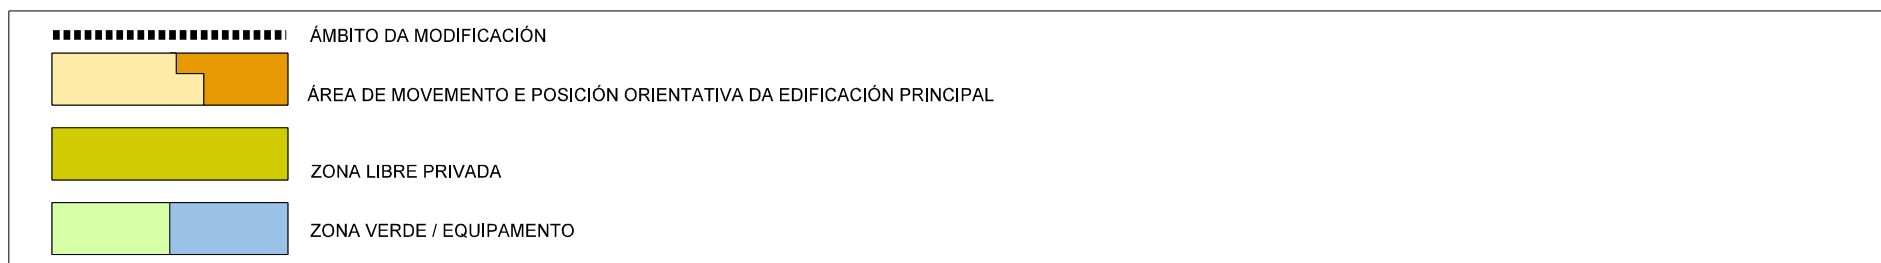 ÁMBITO DA MODIFICACIÓN
ÁREA DE MOVEMENTO E POSICIÓN ORIENTATIVA DA EDIFICACIÓN PRINCIPAL
ZONA LIBRE PRIVADA
ZONA VERDE / EQUIPAMENTO